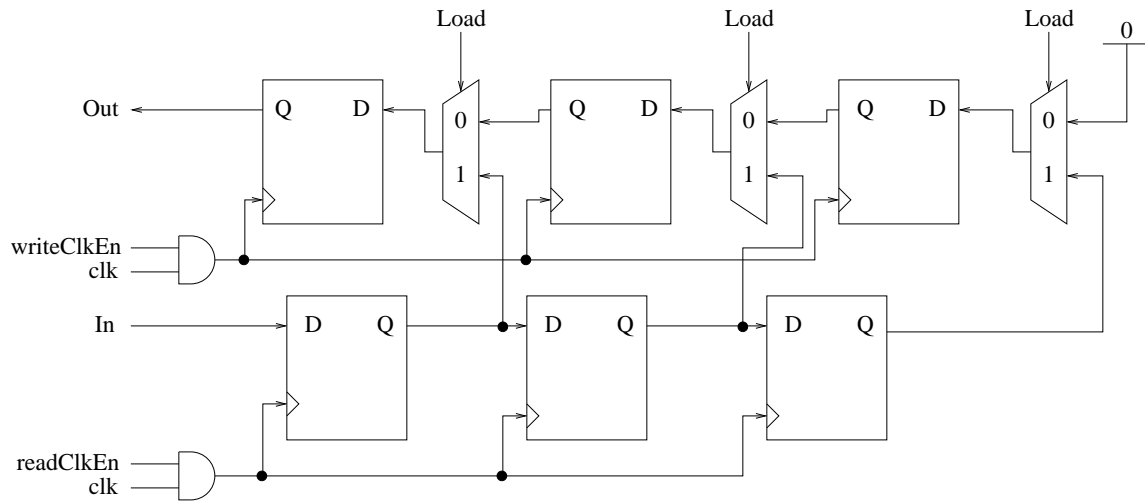 Load Load Load
0
Out Q D 0 Q D 0 Q D 0
1 1 1
writeClkEn
clk
In D Q D Q D Q
readClkEn
clk